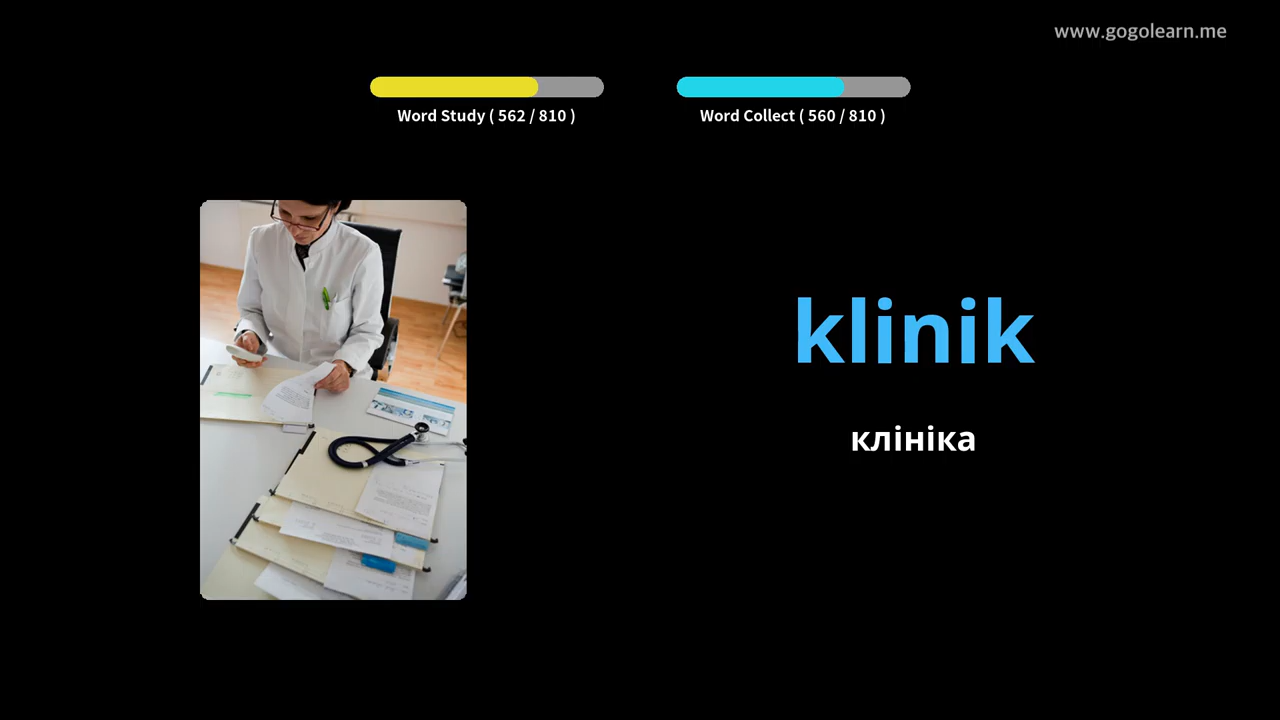 www.gogolearn.me
Word Study ( 562 / 810 )
Word Collect ( 560 / 810 )
klinik
клініка